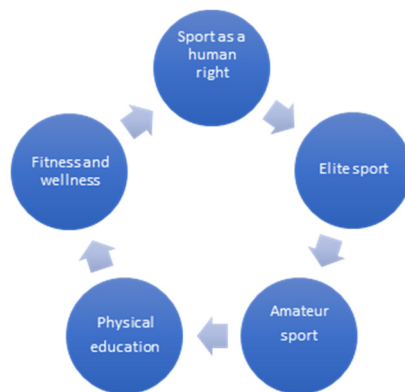 Sport as a
human
right
Elite sport
Amateur
sport
Physical
education
Fitness and
wellness